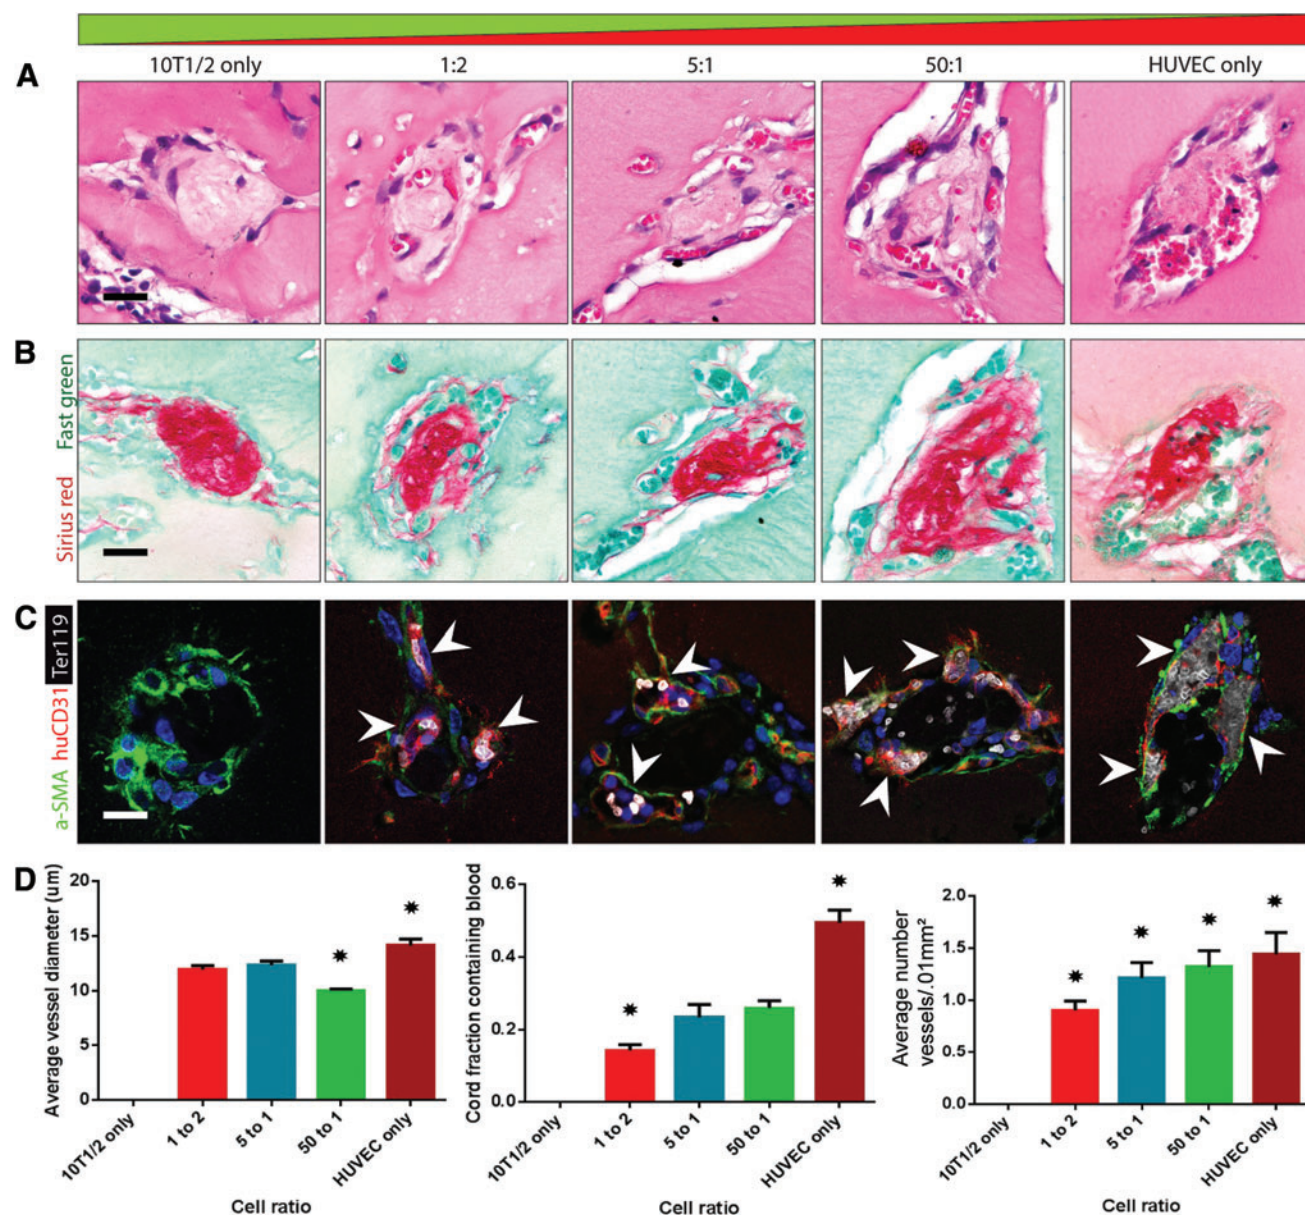 10T1/2 only 1:2 5:1 50:1 HUVEC only
A
B
Sirius red Fast green
C
a-SMA huCD31 Ter119
D
Average vessel diameter (um)
20
15
10
5
0
10T1/2 only
1 to 2
5 to 1
50 to 1
HUVEC only
Cell ratio
Cord fraction containing blood
0.6
0.4
0.2
0.0
10T1/2 only
1 to 2
5 to 1
50 to 1
HUVEC only
Cell ratio
Average number
vessels/.01mm²
2.0
1.5
1.0
0.5
0.0
10T1/2 only
1 to 2
5 to 1
50 to 1
HUVEC only
Cell ratio